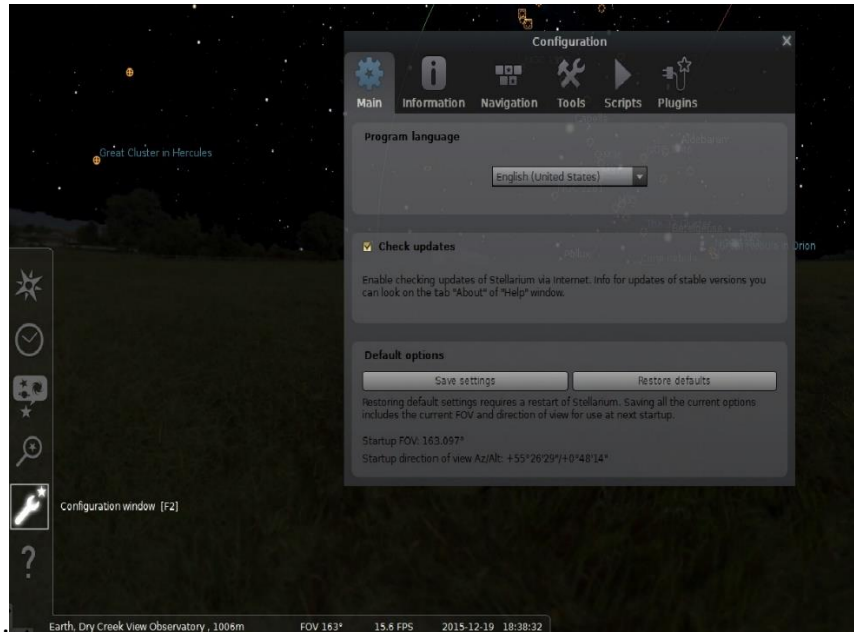 Configuration X
Main Information Navigation Tools Scripts Plugins
Great Cluster in Hercules
Program language
English (United States)
Orion
Pollux
Check updates
Enable checking updates of Stellarium via Internet. Info for updates of stable versions you
can look on the tab "About" of "Help" window.
Default options
Save settings Restore defaults
Restoring default settings requires a restart of Stellarium. Saving all the current options
includes the current FOV and direction of view for use at next startup.
Startup FOV: 163.097°
Startup direction of view Az/Alt: +55°26'29"/+0°48'14"
Configuration window [F2]
?
Earth, Dry Creek View Observatory , 1006m FOV 163° 15.6 FPS 2015-12-19 18:38:32